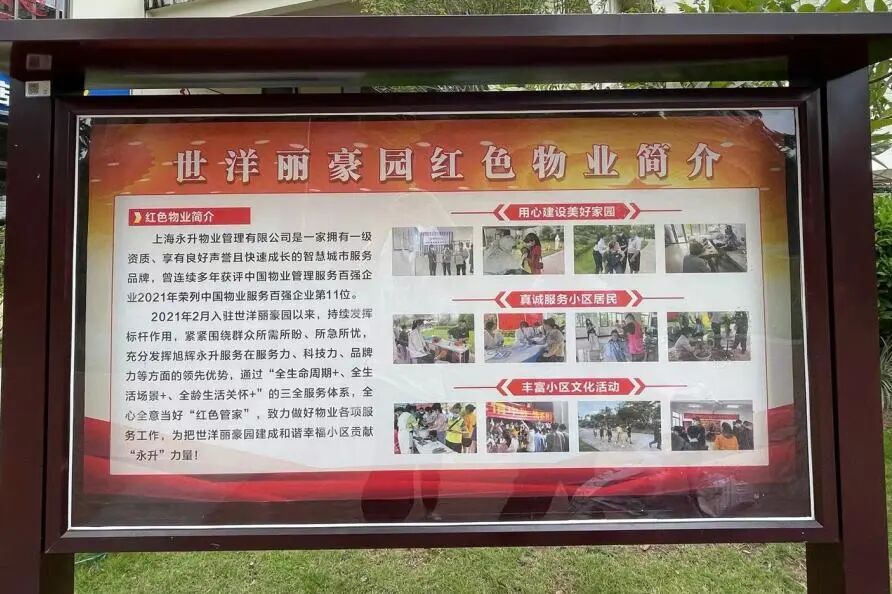 世洋丽豪园红色物业简介
红色物业简介
上海永升物业管理有限公司是一家拥有一级
资质、享有良好声誉且快速成长的智慧城市服务
品牌，曾连续多年获评中国物业管理服务百强企
业2021年荣列中国物业服务百强企业第11位。
2021年2月入驻世洋丽豪园以来，持续发挥
标杆作用，紧紧围绕群众所需所盼、所急所忧，
充分发挥旭辉永升服务在服务力、科技力、品牌
力等方面的领先优势，通过“全生命周期+、全生
活场景+、全龄生活关怀+”的三全服务体系，全
心全意当好“红色管家”，致力做好物业各项服
务工作，为把世洋丽豪园建成和谐幸福小区贡献
“永升”力量！
用心建设美好家园
真诚服务小区居民
丰富小区文化活动